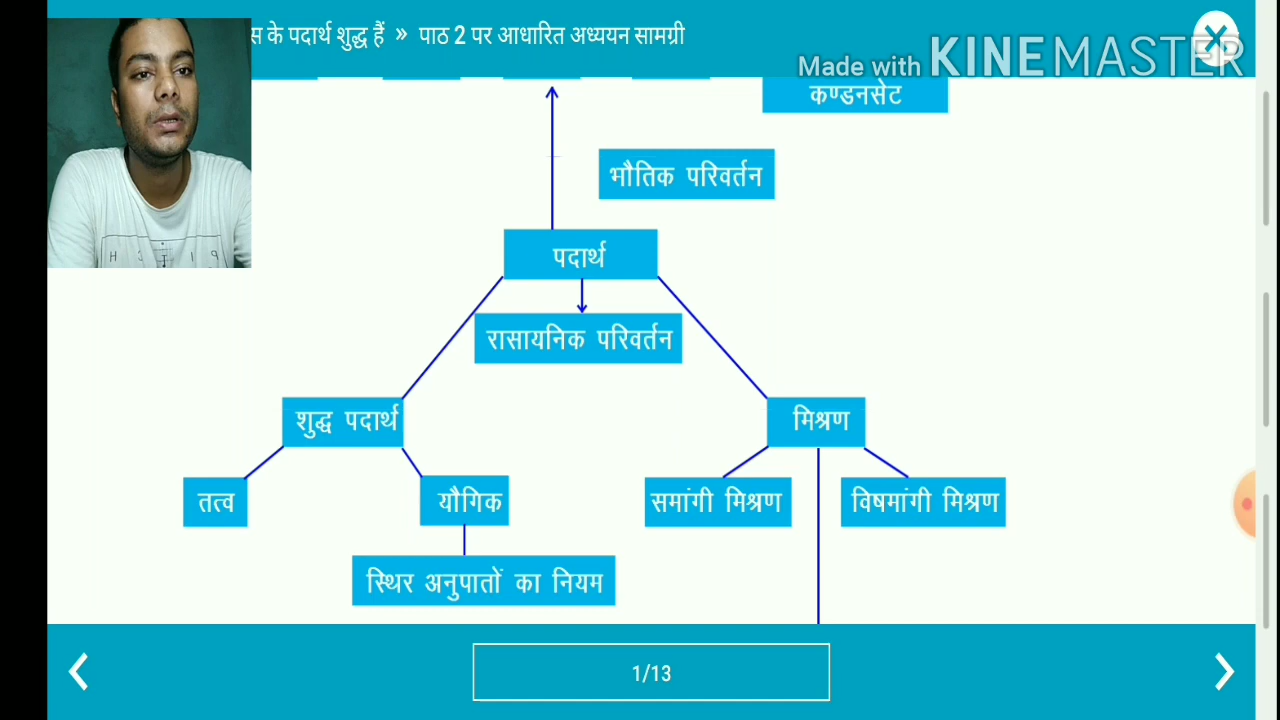 स के पदार्थ शुद्ध हैं » पाठ 2 पर आधारित अध्ययन सामग्री
Made with KINEMASTER
कण्डनसेट
भौतिक परिवर्तन
पदार्थ
रासायनिक परिवर्तन
शुद्ध पदार्थ
मिश्रण
तत्व
यौगिक
समांगी मिश्रण
विषमांगी मिश्रण
स्थिर अनुपातों का नियम
1/13